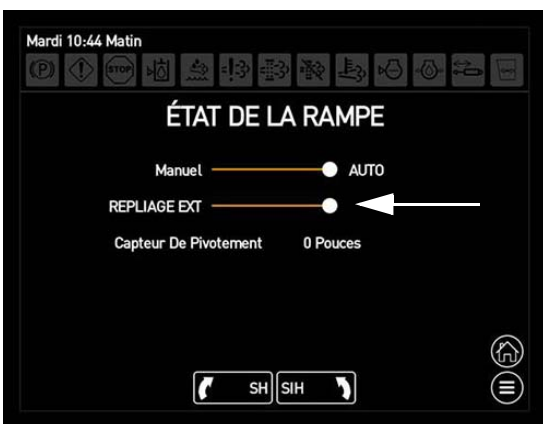 Mardi 10:44 Matin
(P) STOP
ÉTAT DE LA RAMPE
Manuel AUTO
REPLIAGE EXT
Capteur De Pivotement 0 Pouces
SH SIH